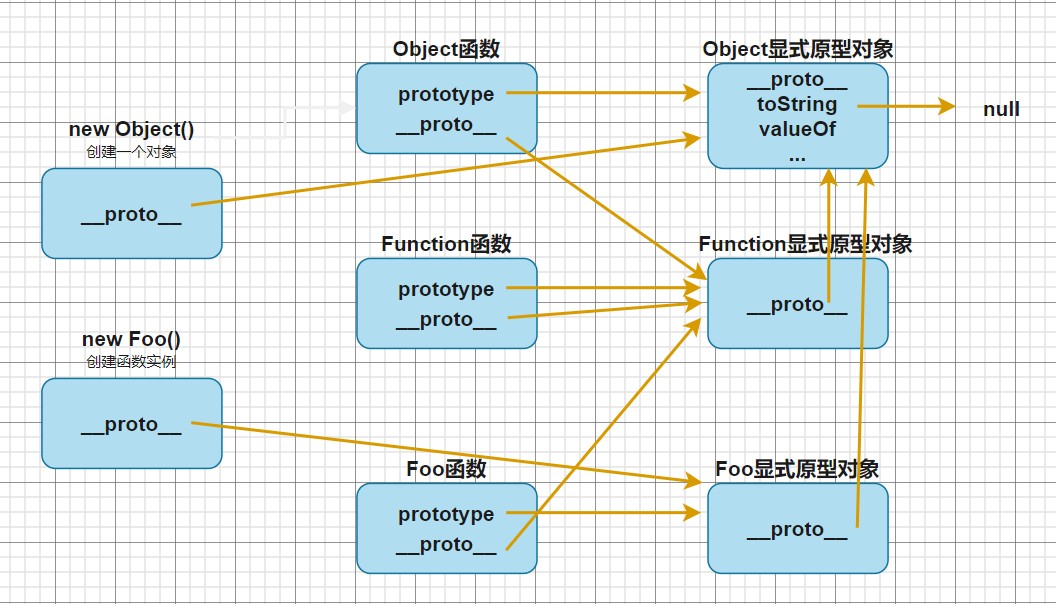 Object函数
prototype
__proto__
Object显式原型对象
__proto__
toString
valueOf
...
null
new Object()
创建一个对象
__proto__
Function函数
prototype
__proto__
Function显式原型对象
__proto__
new Foo()
创建函数实例
__proto__
Foo函数
prototype
__proto__
Foo显式原型对象
__proto__